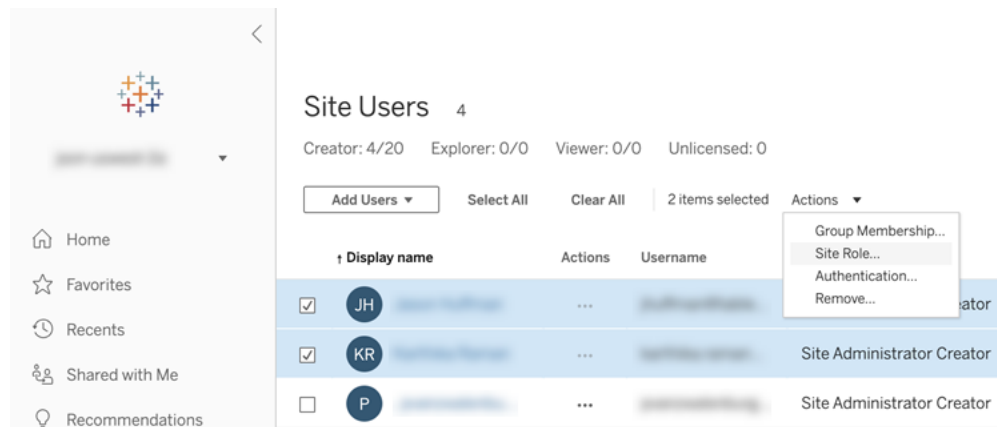 Site Users 4
Creator: 4/20 Explorer: 0/0 Viewer: 0/0 Unlicensed: 0
Add Users Select All Clear All 2 items selected Actions
Group Membership...
Site Role...
Authentication...
Remove...
Home
Favorites
Recents
Shared with Me
Recommendations
Display name Actions Username
JH
KR Site Administrator Creator
P Site Administrator Creator